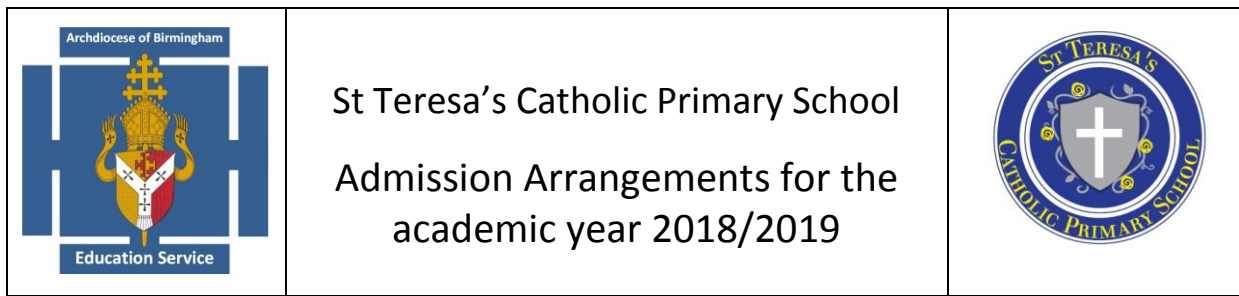 Archdiocese of Birmingham
Education Service
St Teresa's Catholic Primary School
Admission Arrangements for the
academic year 2018/2019
ST TERESA'S
CATHOLIC PRIMARY SCHOOL